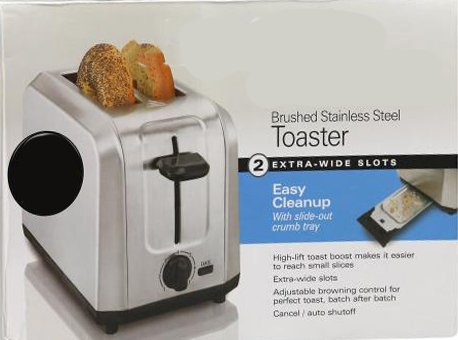 Brushed Stainless Steel
Toaster
2 EXTRA-WIDE SLOTS
Easy
Cleanup
With slide-out
crumb tray
High-lift toast boost makes it easier
to reach small slices
Extra-wide slots
Adjustable browning control for
perfect toast, batch after batch
Cancel / auto shutoff